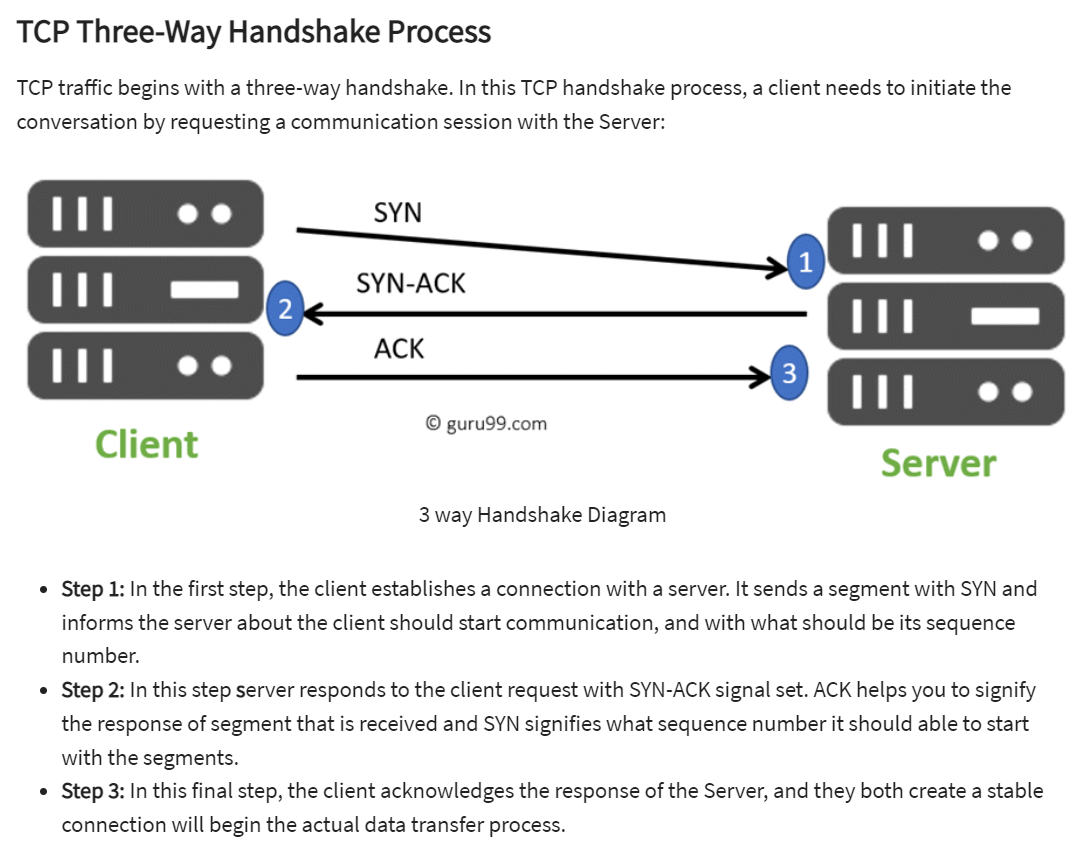 TCP Three-Way Handshake Process
TCP traffic begins with a three-way handshake. In this TCP handshake process, a client needs to initiate the
conversation by requesting a communication session with the Server:
SYN
1
SYN-ACK
2
ACK
3
© guru99.com
Client
Server
3 way Handshake Diagram
• Step 1: In the first step, the client establishes a connection with a server. It sends a segment with SYN and
informs the server about the client should start communication, and with what should be its sequence
number.
• Step 2: In this step server responds to the client request with SYN-ACK signal set. ACK helps you to signify
the response of segment that is received and SYN signifies what sequence number it should able to start
with the segments.
• Step 3: In this final step, the client acknowledges the response of the Server, and they both create a stable
connection will begin the actual data transfer process.